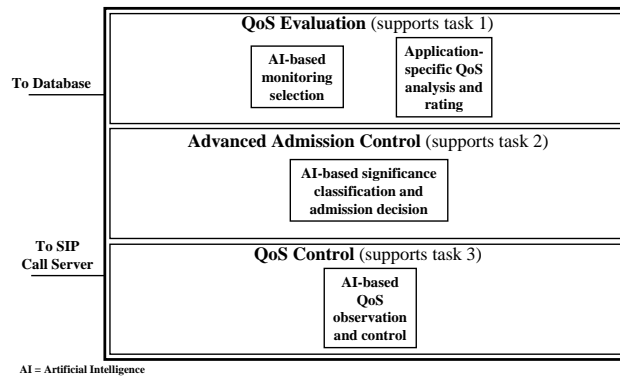 QoS Evaluation (supports task 1)
AI-based
monitoring
selection
Application-
specific QoS
analysis and
rating
To Database
Advanced Admission Control (supports task 2)
AI-based significance
classification and
admission decision
To SIP
Call Server
QoS Control (supports task 3)
AI-based
QoS
observation
and control
AI = Artificial Intelligence